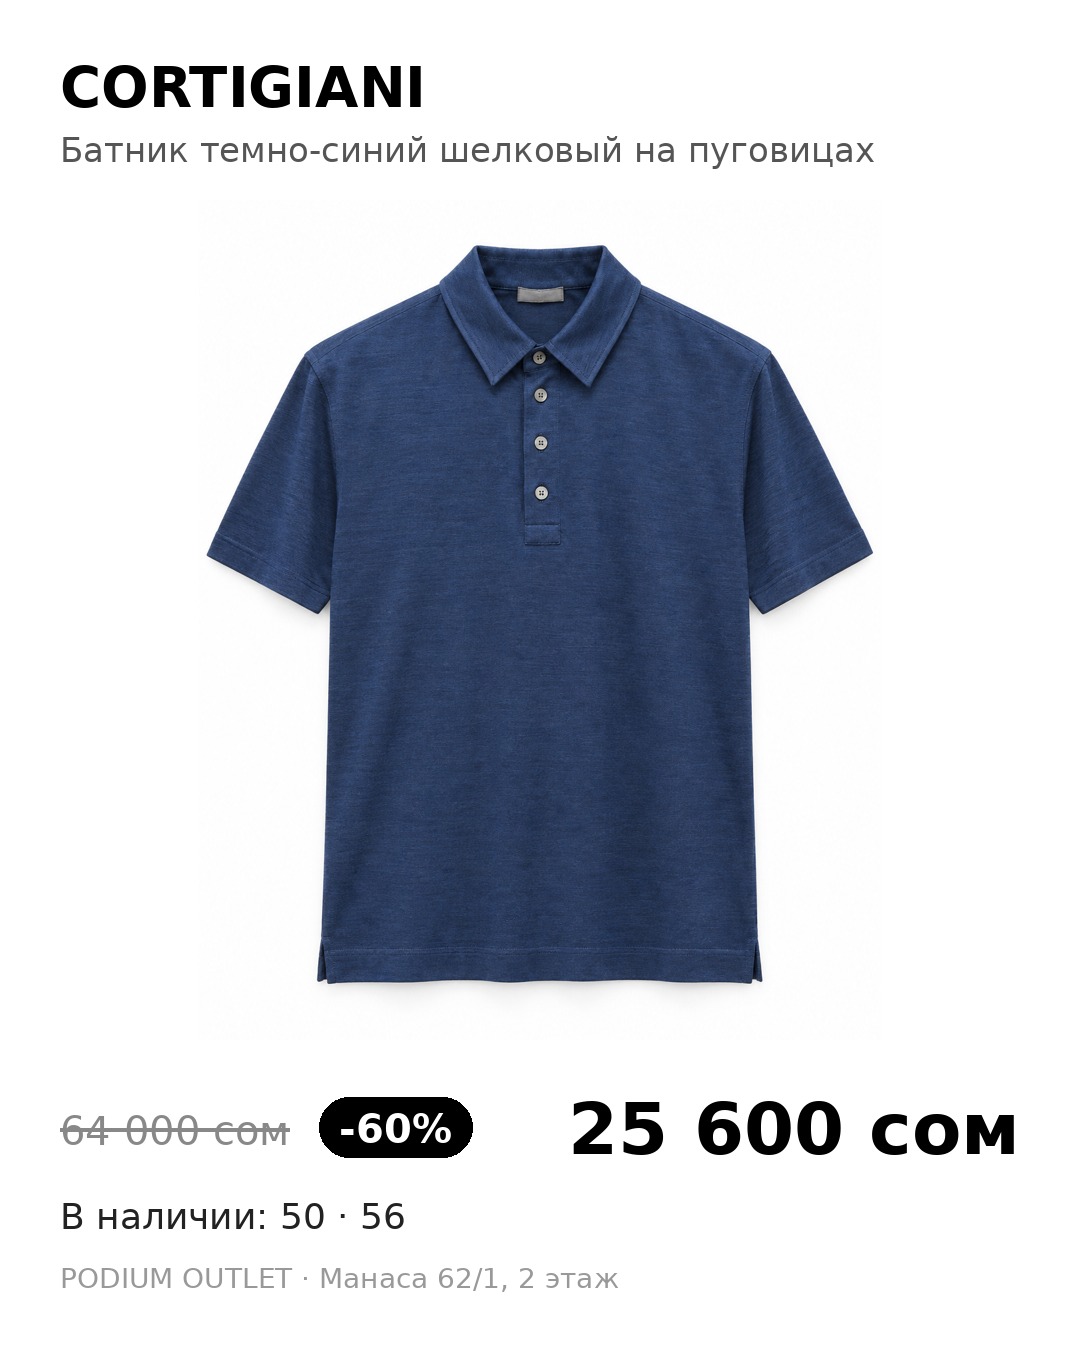 CORTIGIANI
Батник темно-синий шелковый на пуговицах
64 000 сом -60% 25 600 сом
В наличии: 50 · 56
PODIUM OUTLET · Манаса 62/1, 2 этаж